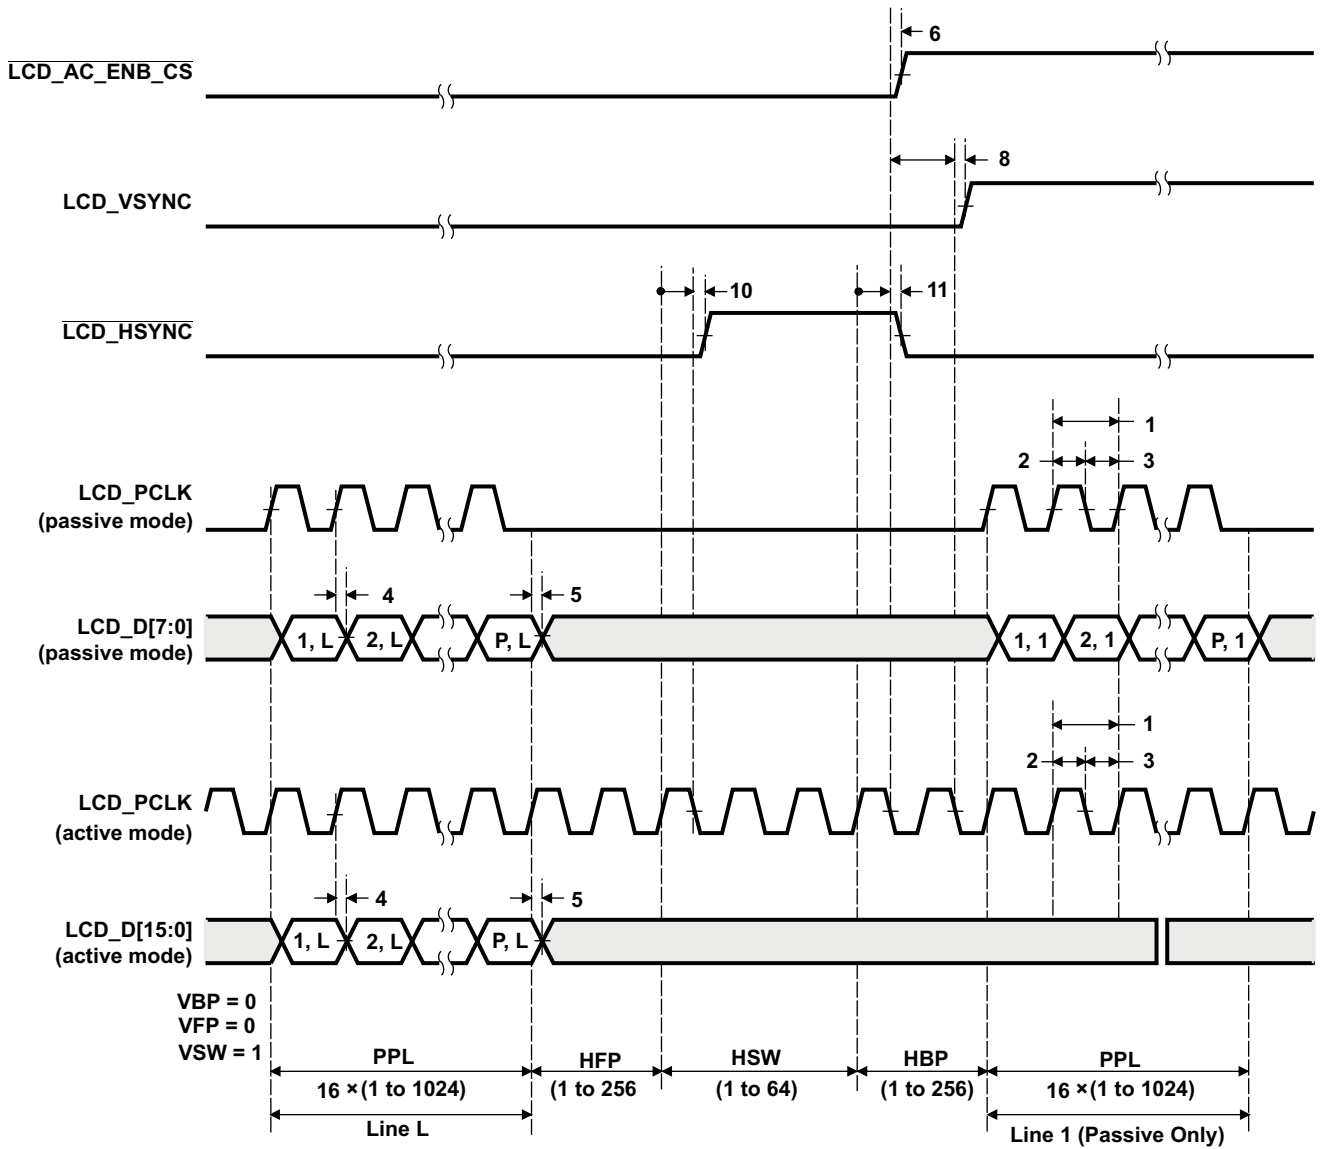 6
LCD_AC_ENB_CS
8
LCD_VSYNC
10
11
LCD_HSYNC
1
2
3
LCD_PCLK
(passive mode)
4
5
LCD_D[7:0]
(passive mode)
1, L
2, L
P, L
1, 1
2, 1
P, 1
1
2
3
LCD_PCLK
(active mode)
4
5
LCD_D[15:0]
(active mode)
1, L
2, L
P, L
VBP = 0
VFP = 0
VSW = 1
PPL
HFP
HSW
HBP
PPL
16 × (1 to 1024)
(1 to 256
(1 to 64)
(1 to 256)
16 × (1 to 1024)
Line L
Line 1 (Passive Only)